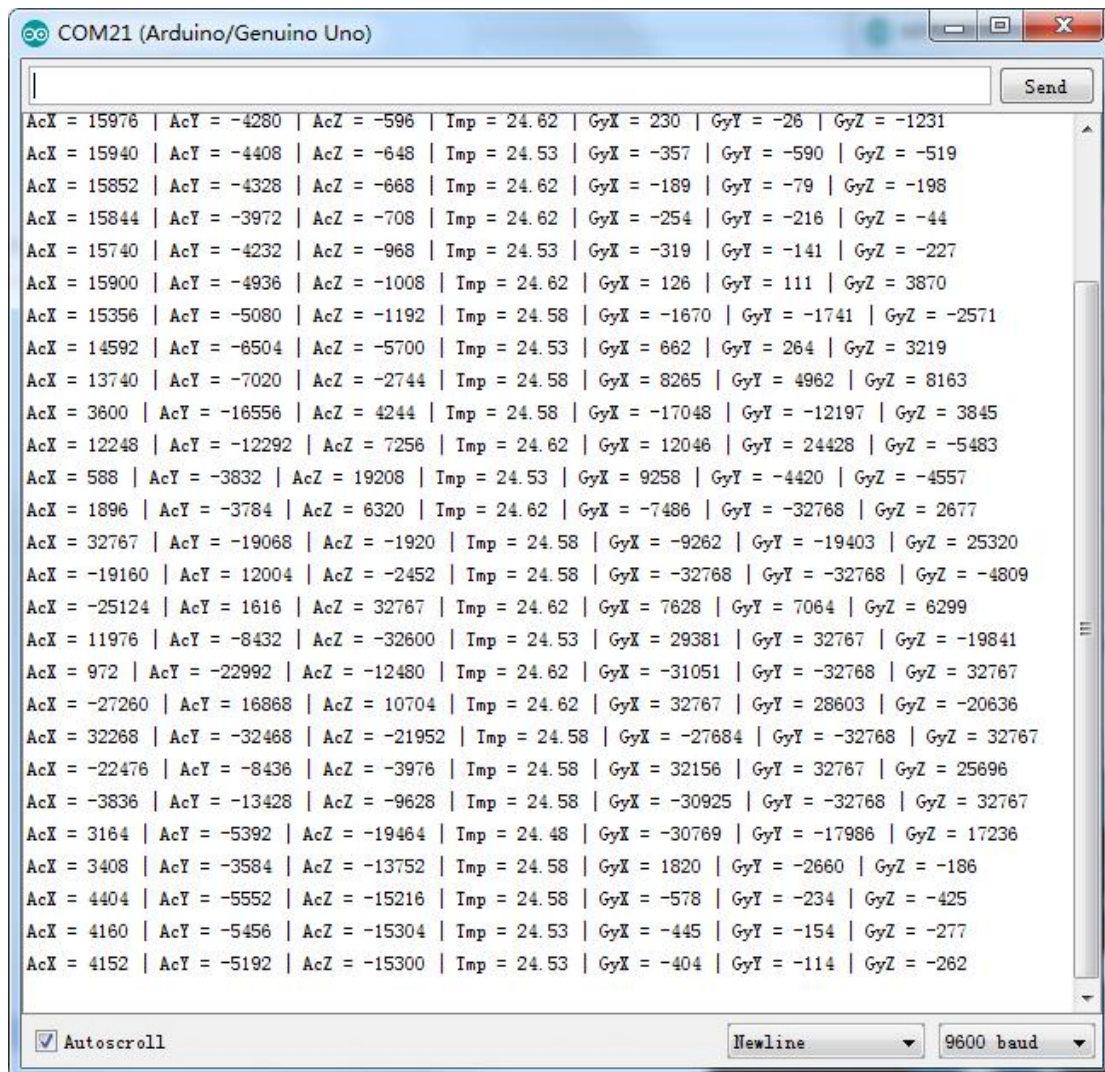 COM21 (Arduino/Genuino Uno)
Send
AcX = 15976 | AcY = -4280 | AcZ = -596 | Tmp = 24.62 | GyX = 230 | GyY = -26 | GyZ = -1231
AcX = 15940 | AcY = -4408 | AcZ = -648 | Tmp = 24.53 | GyX = -357 | GyY = -590 | GyZ = -519
AcX = 15852 | AcY = -4328 | AcZ = -668 | Tmp = 24.62 | GyX = -189 | GyY = -79 | GyZ = -198
AcX = 15844 | AcY = -3972 | AcZ = -708 | Tmp = 24.62 | GyX = -254 | GyY = -216 | GyZ = -44
AcX = 15740 | AcY = -4232 | AcZ = -968 | Tmp = 24.53 | GyX = -319 | GyY = -141 | GyZ = -227
AcX = 15900 | AcY = -4936 | AcZ = -1008 | Tmp = 24.62 | GyX = 126 | GyY = 111 | GyZ = 3870
AcX = 15356 | AcY = -5080 | AcZ = -1192 | Tmp = 24.58 | GyX = -1670 | GyY = -1741 | GyZ = -2571
AcX = 14592 | AcY = -6504 | AcZ = -5700 | Tmp = 24.53 | GyX = 662 | GyY = 264 | GyZ = 3219
AcX = 13740 | AcY = -7020 | AcZ = -2744 | Tmp = 24.58 | GyX = 8265 | GyY = 4962 | GyZ = 8163
AcX = 3600 | AcY = -16556 | AcZ = 4244 | Tmp = 24.58 | GyX = -17048 | GyY = -12197 | GyZ = 3845
AcX = 12248 | AcY = -12292 | AcZ = 7256 | Tmp = 24.62 | GyX = 12046 | GyY = 24428 | GyZ = -5483
AcX = 588 | AcY = -3832 | AcZ = 19208 | Tmp = 24.53 | GyX = 9258 | GyY = -4420 | GyZ = -4557
AcX = 1896 | AcY = -3784 | AcZ = 6320 | Tmp = 24.62 | GyX = -7486 | GyY = -32768 | GyZ = 2677
AcX = 32767 | AcY = -19068 | AcZ = -1920 | Tmp = 24.58 | GyX = -9262 | GyY = -19403 | GyZ = 25320
AcX = -19160 | AcY = 12004 | AcZ = -2452 | Tmp = 24.58 | GyX = -32768 | GyY = -32768 | GyZ = -4809
AcX = -25124 | AcY = 1616 | AcZ = 32767 | Tmp = 24.62 | GyX = 7628 | GyY = 7064 | GyZ = 6299
AcX = 11976 | AcY = -8432 | AcZ = -32600 | Tmp = 24.53 | GyX = 29381 | GyY = 32767 | GyZ = -19841
AcX = 972 | AcY = -22992 | AcZ = -12480 | Tmp = 24.62 | GyX = -31051 | GyY = -32768 | GyZ = 32767
AcX = -27260 | AcY = 16868 | AcZ = 10704 | Tmp = 24.62 | GyX = 32767 | GyY = 28603 | GyZ = -20636
AcX = 32268 | AcY = -32468 | AcZ = -21952 | Tmp = 24.58 | GyX = -27684 | GyY = -32768 | GyZ = 32767
AcX = -22476 | AcY = -8436 | AcZ = -3976 | Tmp = 24.58 | GyX = 32156 | GyY = 32767 | GyZ = 25696
AcX = -3836 | AcY = -13428 | AcZ = -9628 | Tmp = 24.58 | GyX = -30925 | GyY = -32768 | GyZ = 32767
AcX = 3164 | AcY = -5392 | AcZ = -19464 | Tmp = 24.48 | GyX = -30769 | GyY = -17986 | GyZ = 17236
AcX = 3408 | AcY = -3584 | AcZ = -13752 | Tmp = 24.58 | GyX = 1820 | GyY = -2660 | GyZ = -186
AcX = 4404 | AcY = -5552 | AcZ = -15216 | Tmp = 24.58 | GyX = -578 | GyY = -234 | GyZ = -425
AcX = 4160 | AcY = -5456 | AcZ = -15304 | Tmp = 24.53 | GyX = -445 | GyY = -154 | GyZ = -277
AcX = 4152 | AcY = -5192 | AcZ = -15300 | Tmp = 24.53 | GyX = -404 | GyY = -114 | GyZ = -262
Autoscroll
Newline
9600 baud